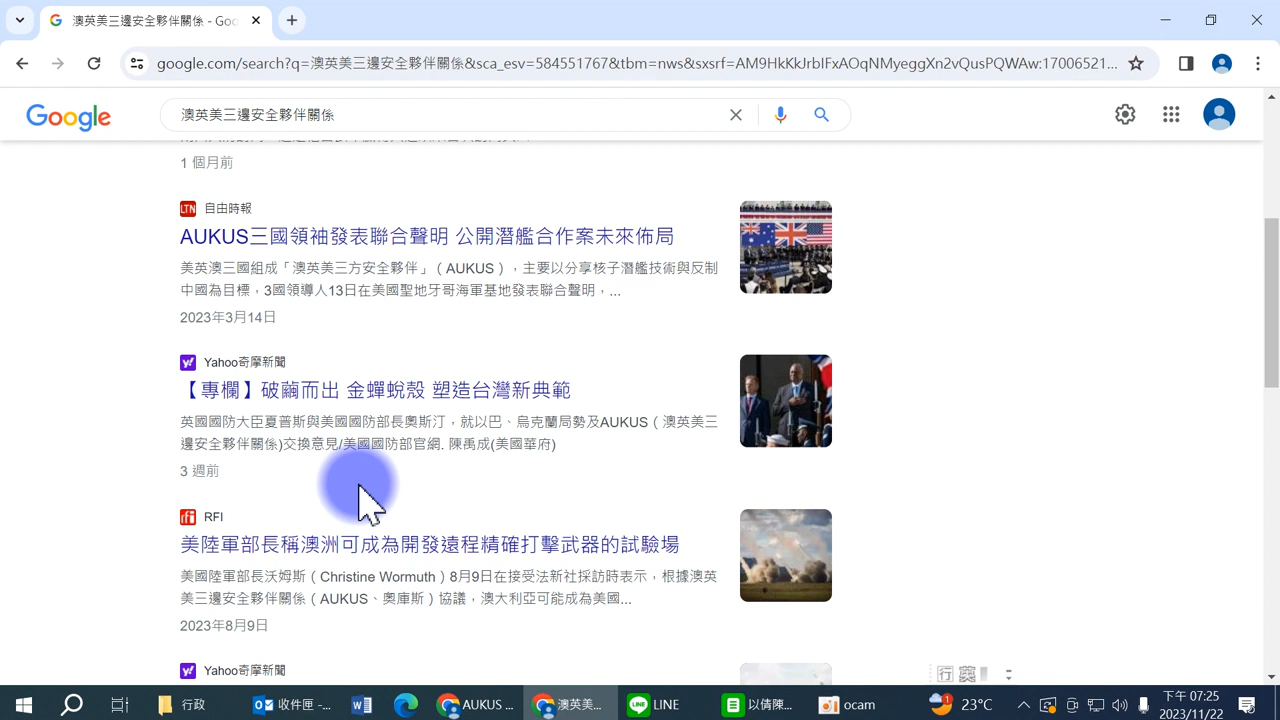 澳英美三邊安全夥伴關係 - Goo
google.com/search?q=澳英美三邊安全夥伴關係&sca_esv=584551767&tbm=nws&sxsrf=AM9HkKkJrbIFxAOqNMyeggXn2vQusPQWAw:17006521...
Google
澳英美三邊安全夥伴關係
1 個月前
LTN 自由時報
AUKUS三國領袖發表聯合聲明 公開潛艦合作案未來佈局
美英澳三國組成「澳英美三方安全夥伴」（AUKUS），主要以分享核子潛艦技術與反制
中國為目標，3國領導人13日在美國聖地牙哥海軍基地發表聯合聲明，...
2023年3月14日
y! Yahoo奇摩新聞
【專欄】破繭而出 金蟬蛻殼 塑造台灣新典範
英國國防大臣夏普斯與美國國防部長奧斯汀，就以巴、烏克蘭局勢及AUKUS（澳英美三
邊安全夥伴關係)交換意見/美國國防部官網. 陳禹成(美國華府)
3 週前
rfi RFI
美陸軍部長稱澳洲可成為開發遠程精確打擊武器的試驗場
美國陸軍部長沃姆斯（Christine Wormuth）8月9日在接受法新社採訪時表示，根據澳英
美三邊安全夥伴關係（AUKUS、奧庫斯）協議，澳大利亞可能成為美國...
2023年8月9日
y! Yahoo奇摩新聞
行政
收件匣 -...
AUKUS ...
澳英美...
LINE
以倩陳...
ocam
1
23°C
下午 07:25
2023/11/22